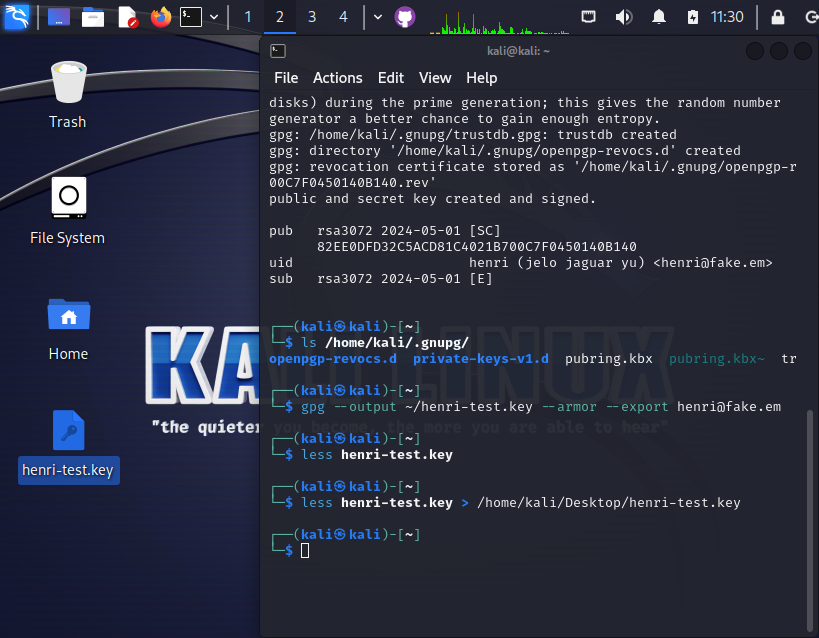 1 2 3 4 11:30
Trash
File System
Home
henri-test.key
KA LINUX
"the quieter you become, the more you are able to hear"
kali@kali: ~
File Actions Edit View Help
disks) during the prime generation; this gives the random number
generator a better chance to gain enough entropy.
gpg: /home/kali/.gnupg/trustdb.gpg: trustdb created
gpg: directory '/home/kali/.gnupg/openpgp-revocs.d' created
gpg: revocation certificate stored as '/home/kali/.gnupg/openpgp-r
00C7F0450140B140.rev'
public and secret key created and signed.
pub rsa3072 2024-05-01 [SC]
82EE0DFD32C5ACD81C4021B700C7F0450140B140
uid henri (jelo jaguar yu) <henri@fake.em>
sub rsa3072 2024-05-01 [E]
┌──(kali㉿kali)-[~]
└─$ ls /home/kali/.gnupg/
openpgp-revocs.d private-keys-v1.d pubring.kbx pubring.kbx~ tr
┌──(kali㉿kali)-[~]
└─$ gpg --output ~/henri-test.key --armor --export henri@fake.em
┌──(kali㉿kali)-[~]
└─$ less henri-test.key
┌──(kali㉿kali)-[~]
└─$ less henri-test.key > /home/kali/Desktop/henri-test.key
┌──(kali㉿kali)-[~]
└─$